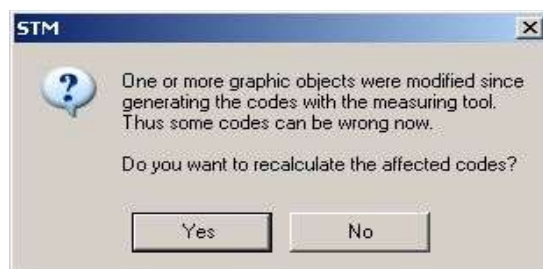 STM
One or more graphic objects were modified since
generating the codes with the measuring tool.
Thus some codes can be wrong now.
Do you want to recalculate the affected codes?
Yes
No